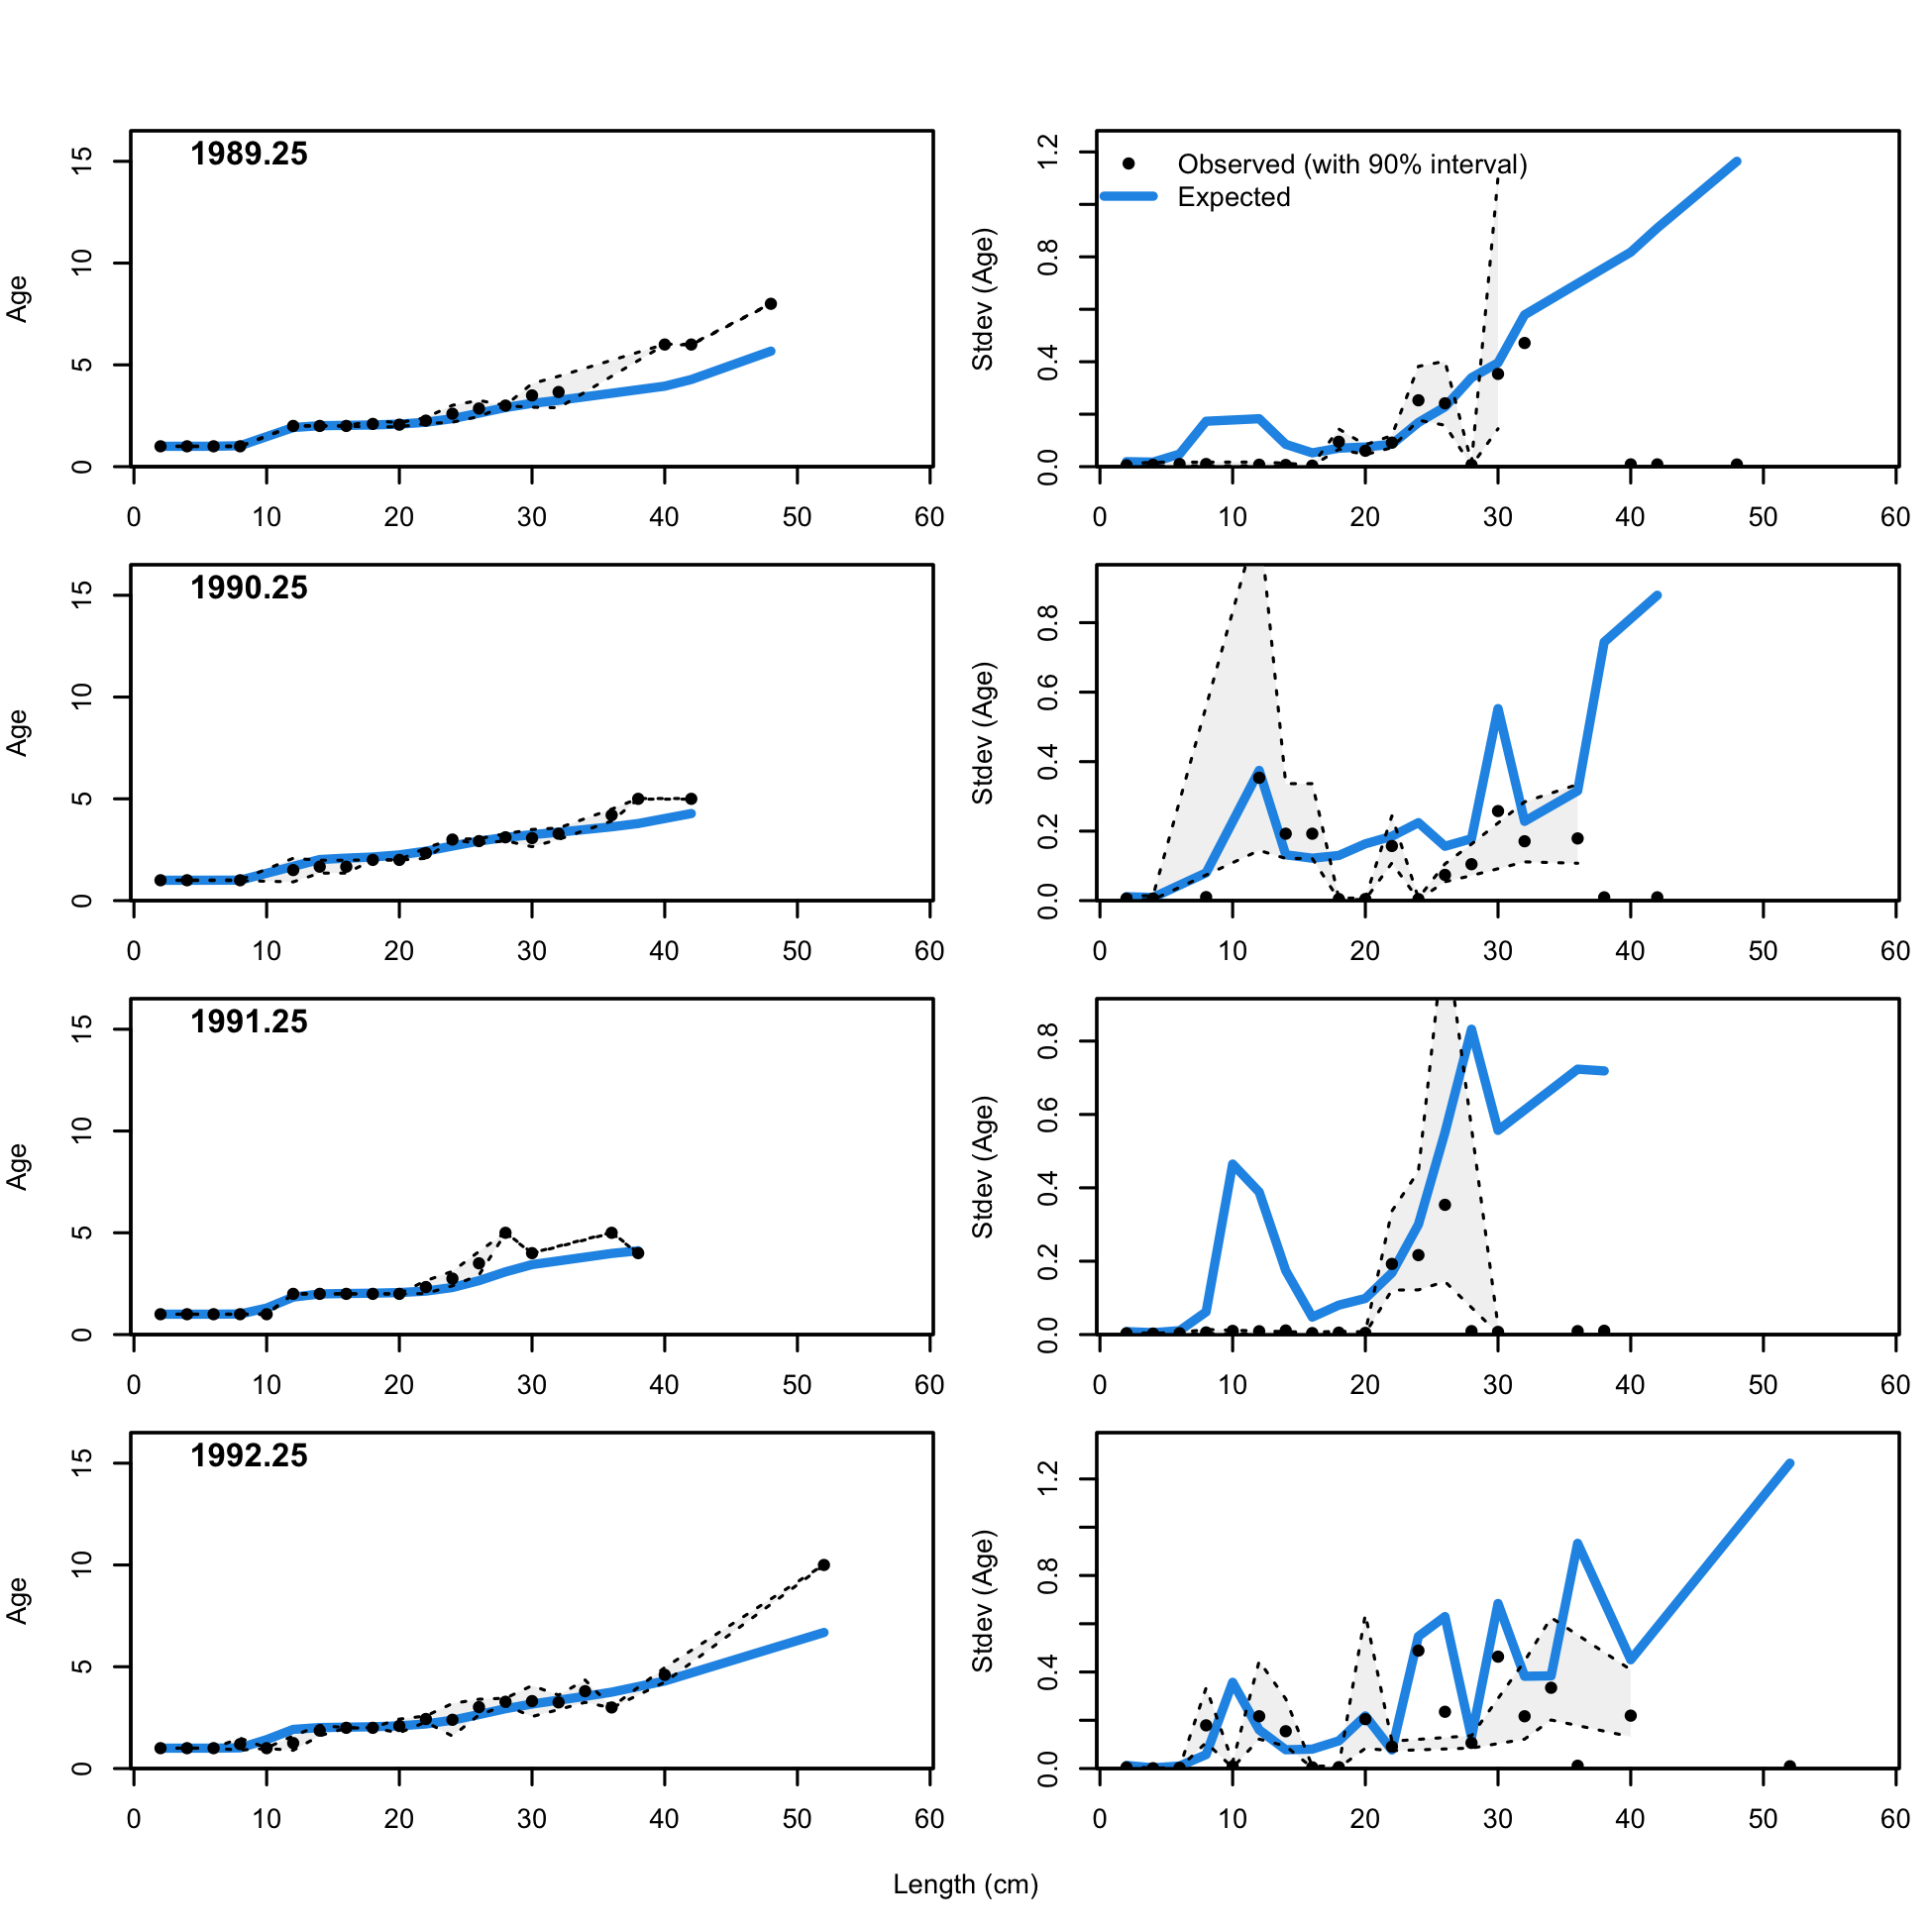 1989.25
Age
0 5 10 15
0 10 20 30 40 50 60
Observed (with 90% interval)
Expected
Stdev (Age)
0.0 0.4 0.8 1.2
0 10 20 30 40 50 60
1990.25
Age
0 5 10 15
0 10 20 30 40 50 60
Stdev (Age)
0.0 0.2 0.4 0.6 0.8
0 10 20 30 40 50 60
1991.25
Age
0 5 10 15
0 10 20 30 40 50 60
Stdev (Age)
0.0 0.2 0.4 0.6 0.8
0 10 20 30 40 50 60
1992.25
Age
0 5 10 15
0 10 20 30 40 50 60
Stdev (Age)
0.0 0.4 0.8 1.2
0 10 20 30 40 50 60
Length (cm)